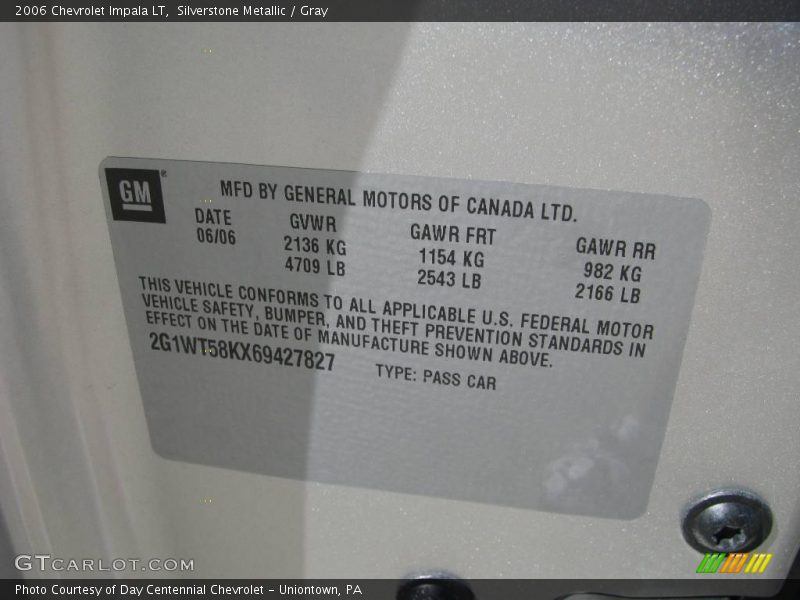 2006 Chevrolet Impala LT, Silverstone Metallic / Gray
GM®
MFD BY GENERAL MOTORS OF CANADA LTD.
DATE GVWR GAWR FRT GAWR RR
06/06 2136 KG 1154 KG 982 KG
4709 LB 2543 LB 2166 LB
THIS VEHICLE CONFORMS TO ALL APPLICABLE U.S. FEDERAL MOTOR
VEHICLE SAFETY, BUMPER, AND THEFT PREVENTION STANDARDS IN
EFFECT ON THE DATE OF MANUFACTURE SHOWN ABOVE.
2G1WT58KX69427827 TYPE: PASS CAR
GTCARLOT.COM
Photo Courtesy of Day Centennial Chevrolet - Uniontown, PA